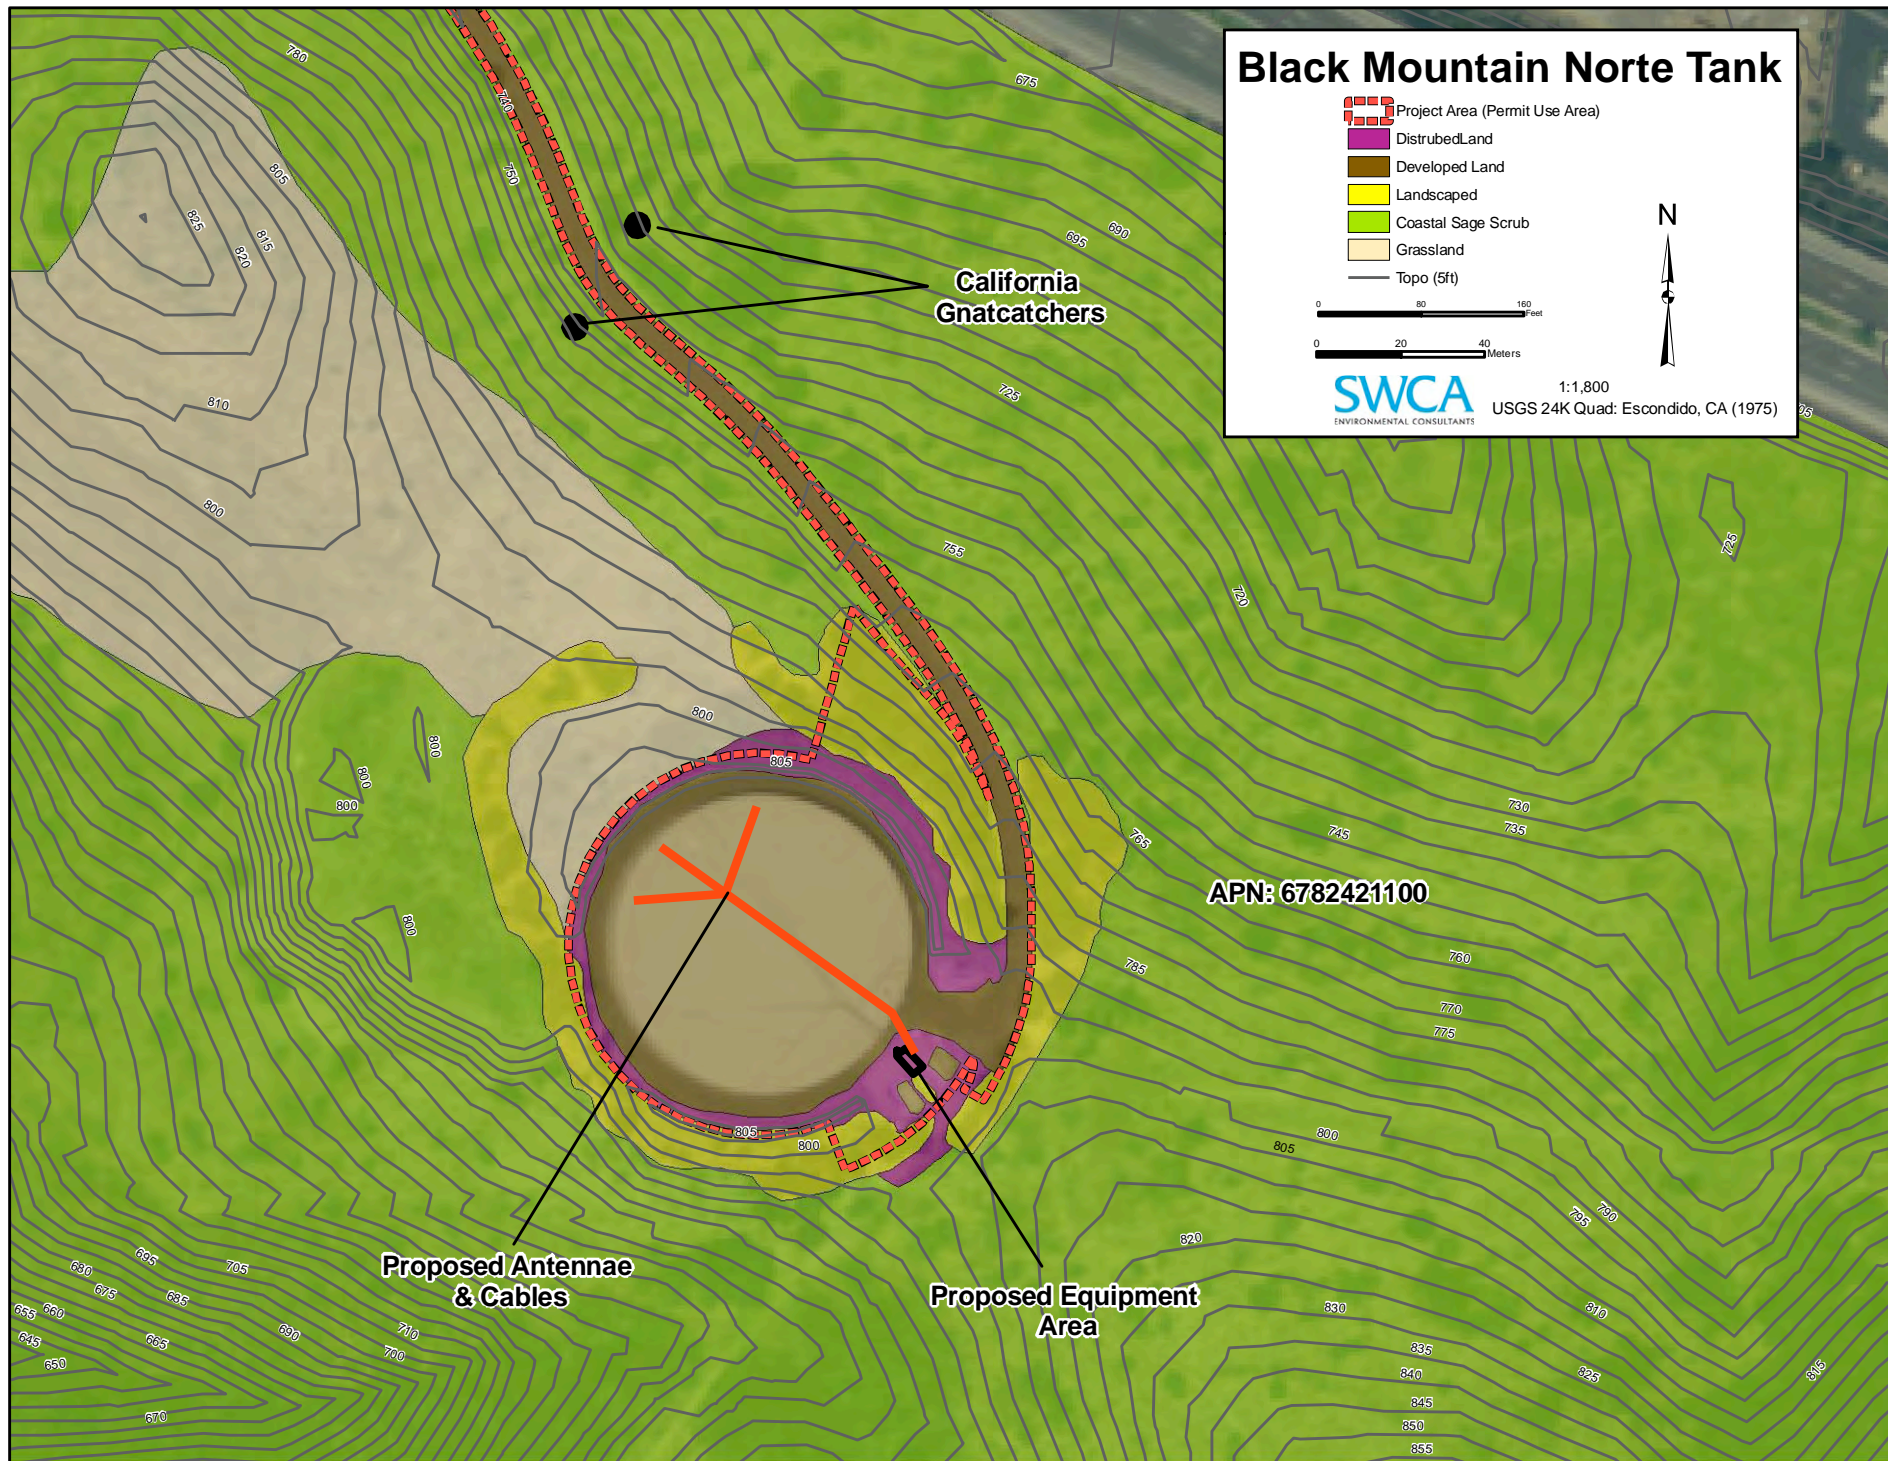 Black Mountain Norte Tank
Project Area (Permit Use Area)
DistrubedLand
Developed Land
Landscaped
Coastal Sage Scrub
Grassland
Topo (5ft)
N
0 80 160
Feet
0 20 40
Meters
SWCA
ENVIRONMENTAL CONSULTANTS
1:1,800
USGS 24K Quad: Escondido, CA (1975)
780
740
750
675
805
825
815
820
690
695
California
Gnatcatchers
810
725
05
800
755
725
720
800
800
810
800
805
730
735
745
765
APN: 6782421100
800
785
760
770
775
805
800
800
805
790
795
820
695
705
680
675
685
655
660
645
665
690
710
700
650
670
Proposed Antennae
& Cables
Proposed Equipment
Area
830
810
835
825
815
840
845
850
855